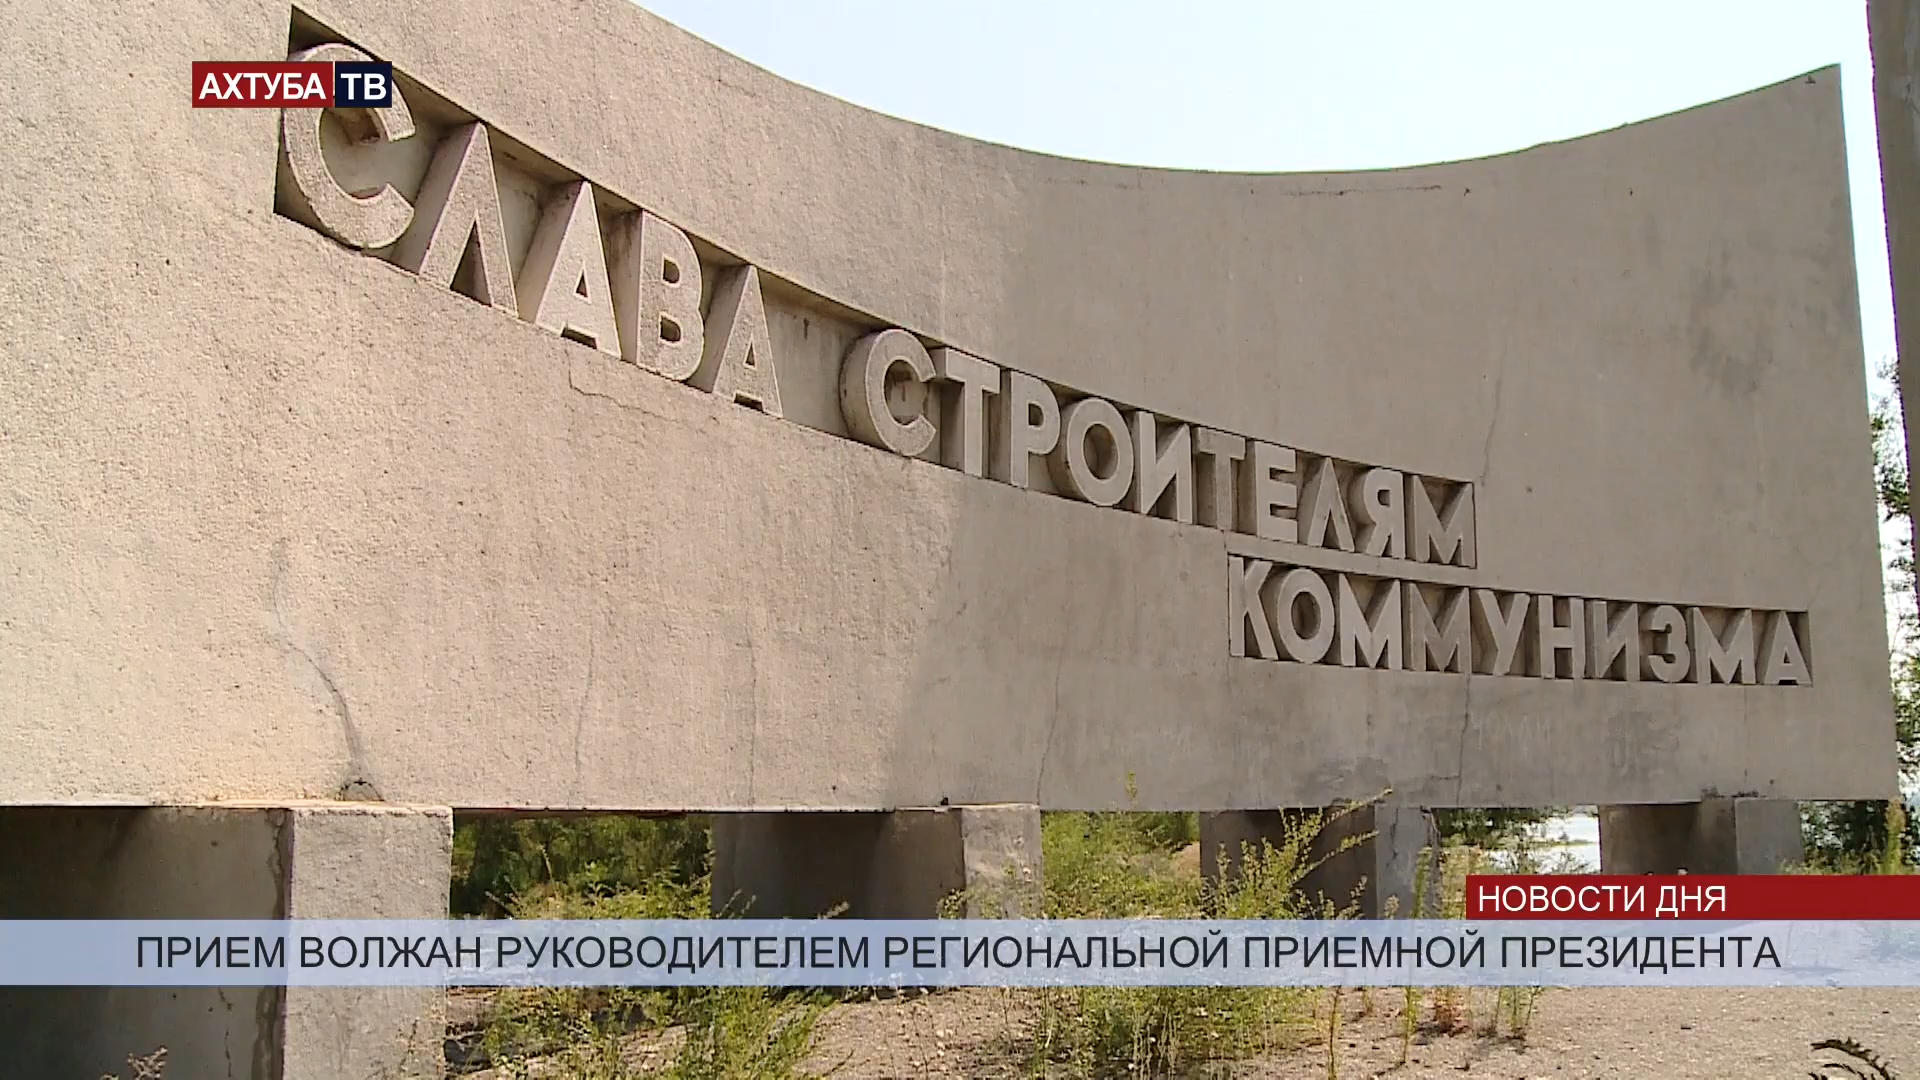 АХТУБА ТВ
СЛАВА СТРОИТЕЛЯМ
КОММУНИЗМА
НОВОСТИ ДНЯ
ПРИЕМ ВОЛЖАН РУКОВОДИТЕЛЕМ РЕГИОНАЛЬНОЙ ПРИЕМНОЙ ПРЕЗИДЕНТА